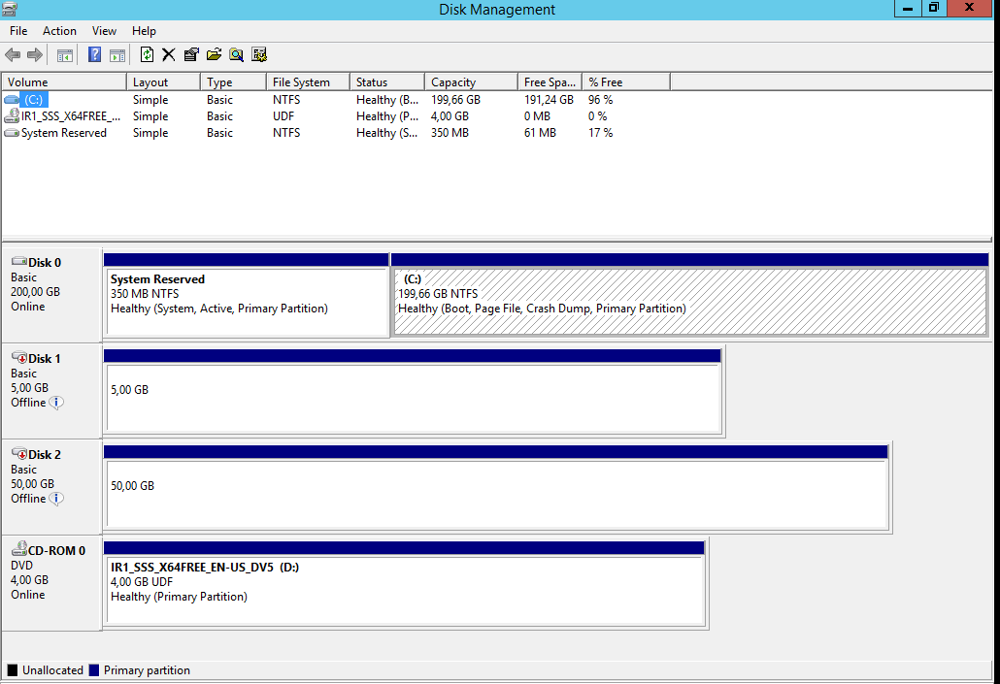 Disk Management
File Action View Help
Volume Layout Type File System Status Capacity Free Spa... % Free
(C:) Simple Basic NTFS Healthy (B... 199,66 GB 191,24 GB 96 %
IR1_SSS_X64FREE_... Simple Basic UDF Healthy (P... 4,00 GB 0 MB 0 %
System Reserved Simple Basic NTFS Healthy (S... 350 MB 61 MB 17 %
Disk 0
Basic
200,00 GB
Online
System Reserved
350 MB NTFS
Healthy (System, Active, Primary Partition)
(C:)
199,66 GB NTFS
Healthy (Boot, Page File, Crash Dump, Primary Partition)
Disk 1
Basic
5,00 GB
Offline
5,00 GB
Disk 2
Basic
50,00 GB
Offline
50,00 GB
CD-ROM 0
DVD
4,00 GB
Online
IR1_SSS_X64FREE_EN-US_DV5 (D:)
4,00 GB UDF
Healthy (Primary Partition)
Unallocated Primary partition